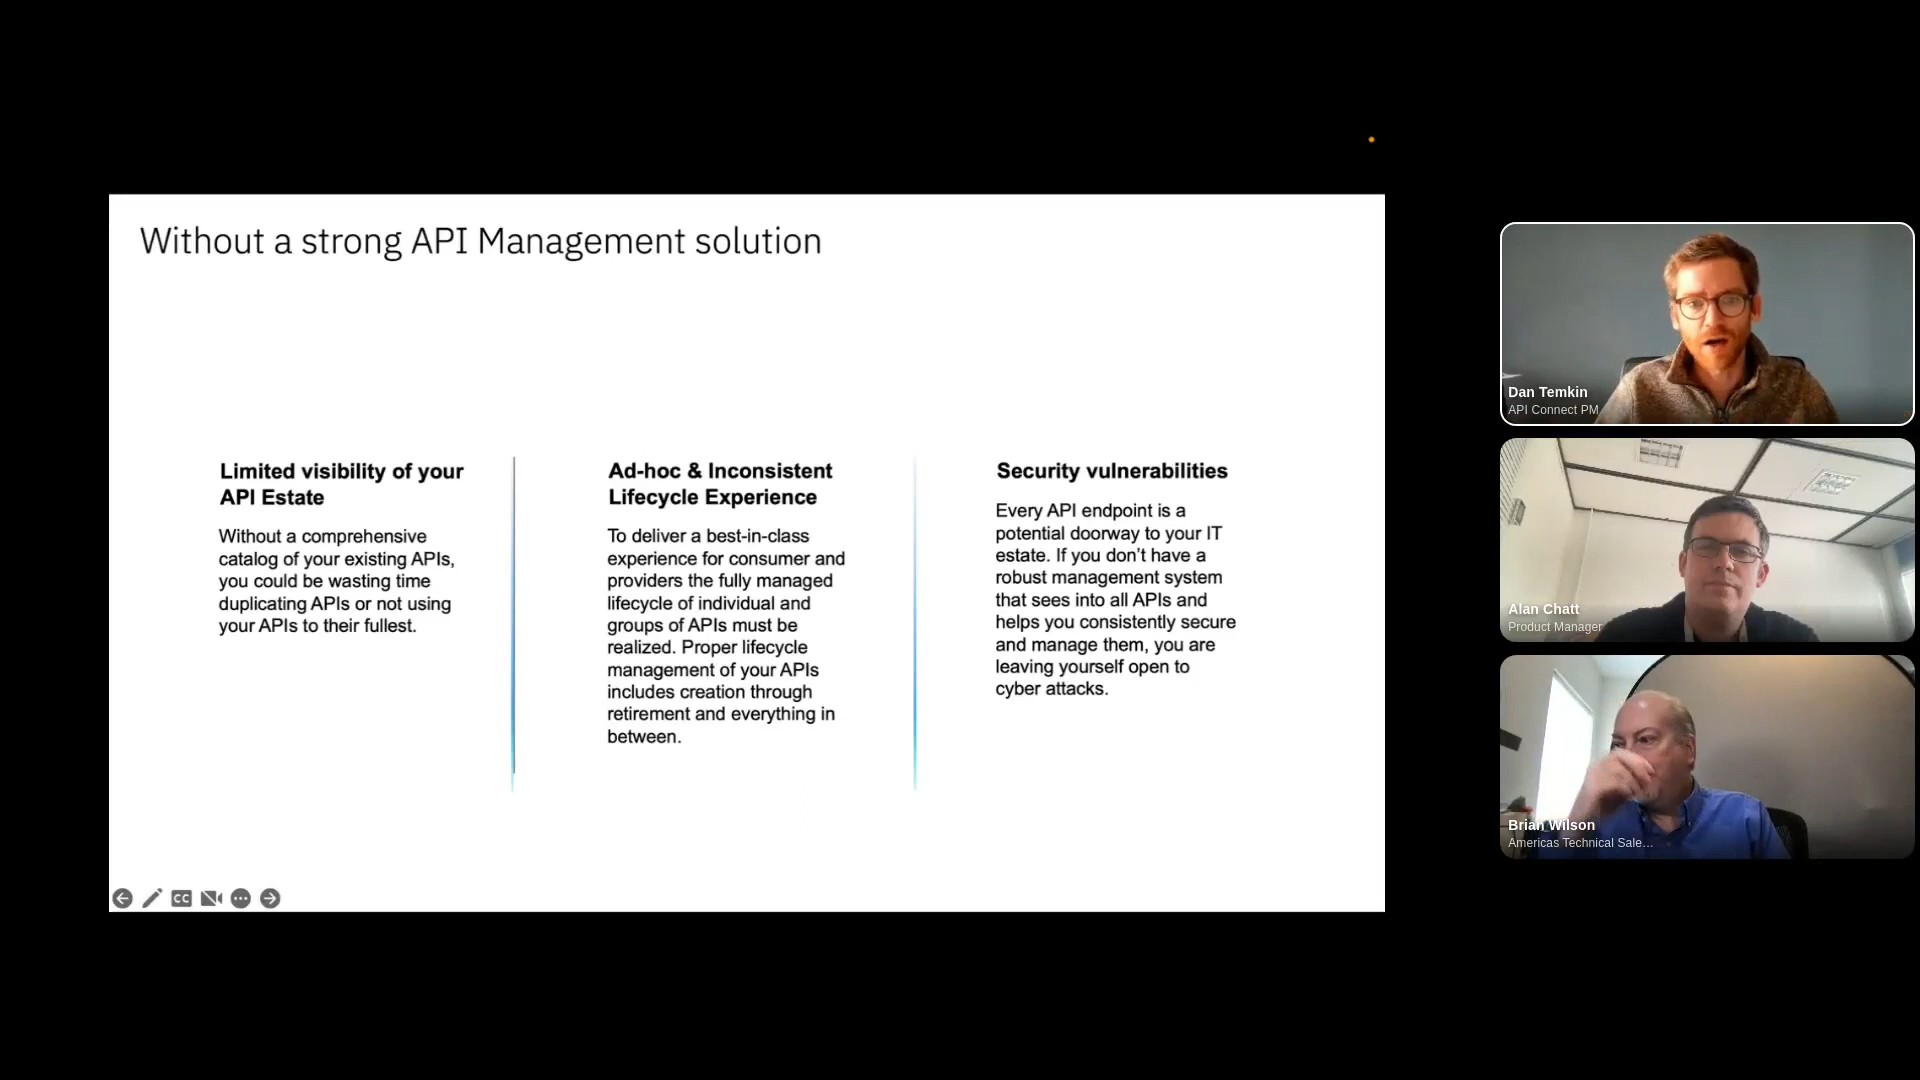 Without a strong API Management solution
Limited visibility of your
API Estate
Without a comprehensive
catalog of your existing APIs,
you could be wasting time
duplicating APIs or not using
your APIs to their fullest.
Ad-hoc & Inconsistent
Lifecycle Experience
To deliver a best-in-class
experience for consumer and
providers the fully managed
lifecycle of individual and
groups of APIs must be
realized. Proper lifecycle
management of your APIs
includes creation through
retirement and everything in
between.
Security vulnerabilities
Every API endpoint is a
potential doorway to your IT
estate. If you don't have a
robust management system
that sees into all APIs and
helps you consistently secure
and manage them, you are
leaving yourself open to
cyber attacks.
CC
Dan Temkin
API Connect PM
Alan Chatt
Product Manager
Brian Wilson
Americas Technical Sale...